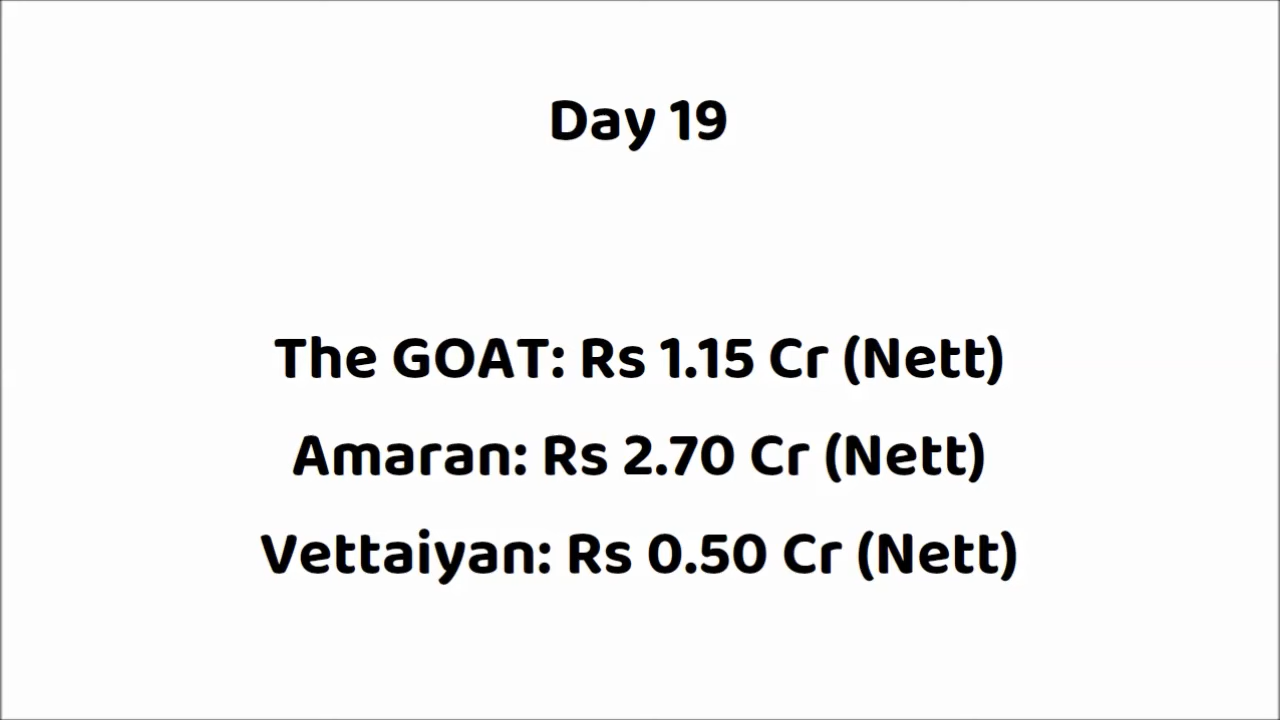 Day 19
The GOAT: Rs 1.15 Cr (Nett)
Amaran: Rs 2.70 Cr (Nett)
Vettaiyan: Rs 0.50 Cr (Nett)